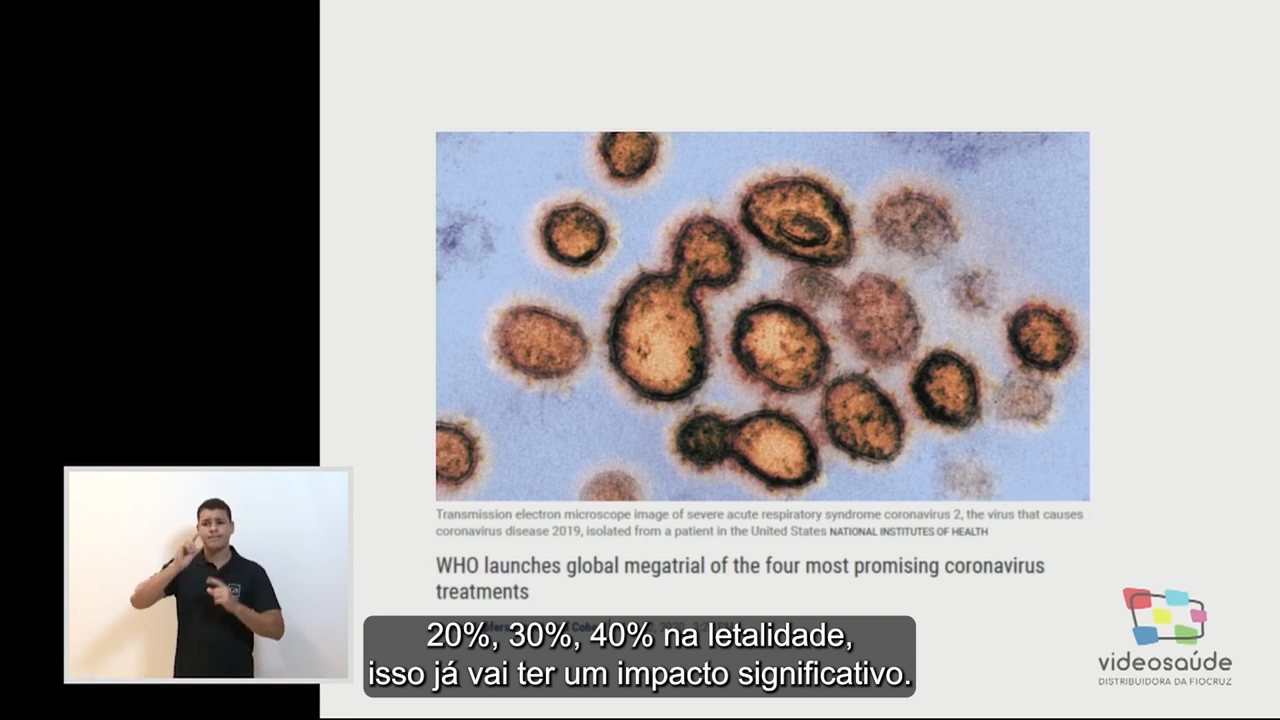 Transmission electron microscope image of severe acute respiratory syndrome coronavirus 2, the virus that causes
coronavirus disease 2019, isolated from a patient in the United States NATIONAL INSTITUTES OF HEALTH
WHO launches global megatrial of the four most promising coronavirus
treatments
20%, 30%, 40% na letalidade,
isso já vai ter um impacto significativo.
videosaúde
DISTRIBUIDORA DA FIOCRUZ